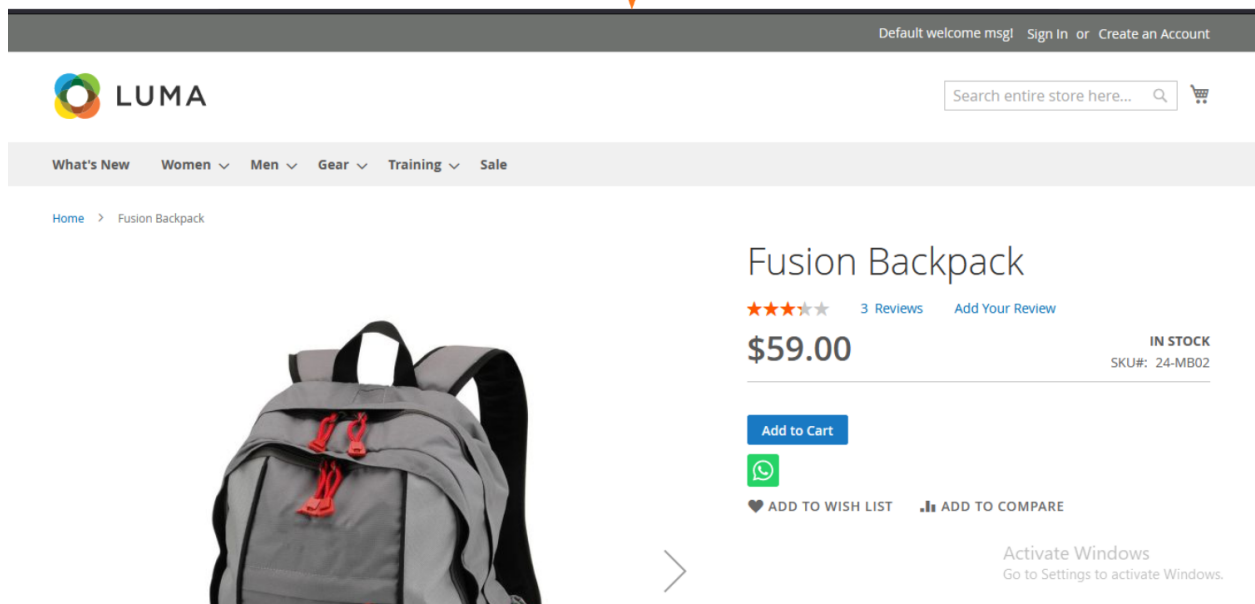 Default welcome msg! Sign In or Create an Account
LUMA
Search entire store here...
What's New Women Men Gear Training Sale
Home > Fusion Backpack
Fusion Backpack
3 Reviews Add Your Review
$59.00
IN STOCK
SKU#: 24-MB02
Add to Cart
ADD TO WISH LIST ADD TO COMPARE
Activate Windows
Go to Settings to activate Windows.